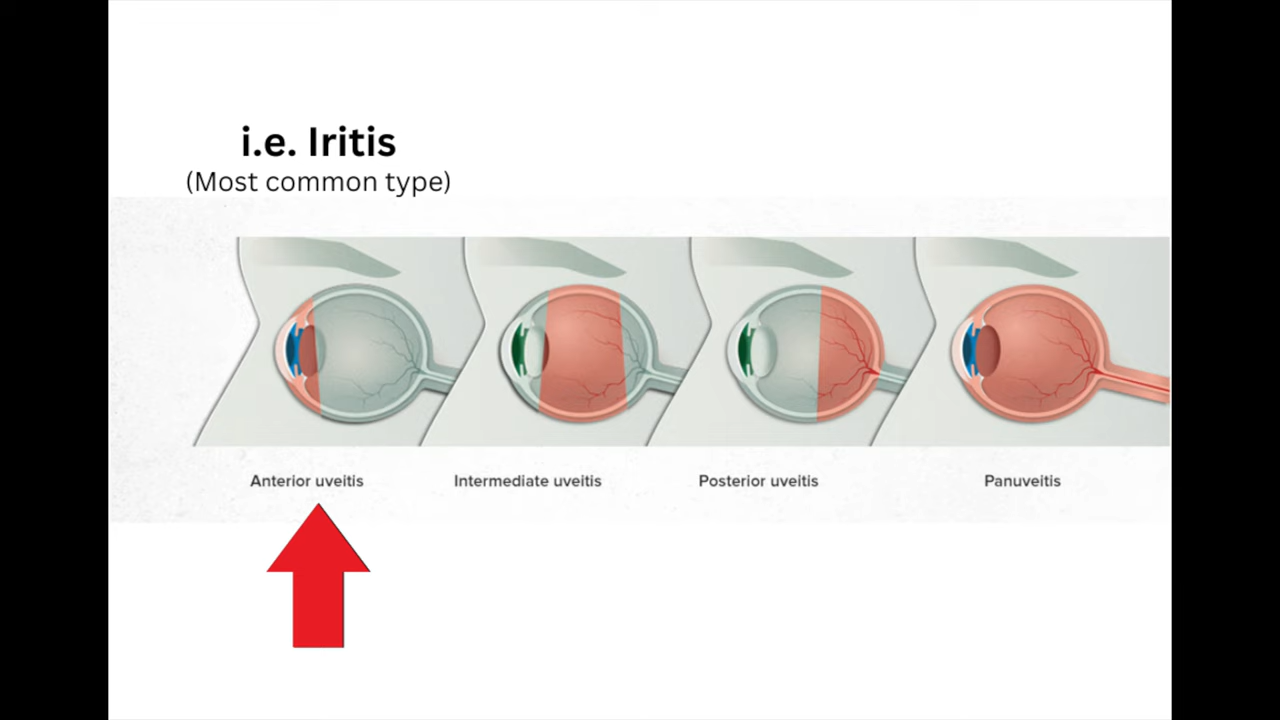 i.e. Iritis
(Most common type)
Anterior uveitis
Intermediate uveitis
Posterior uveitis
Panuveitis